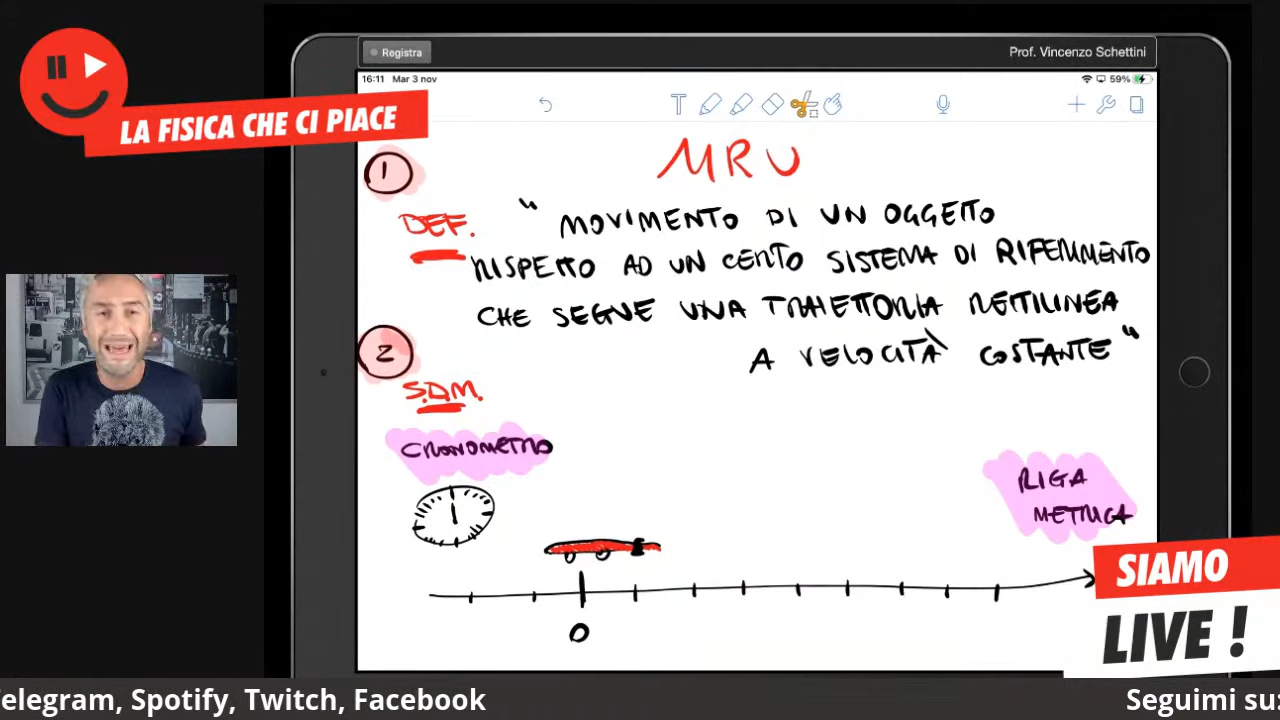 Registra
Prof. Vincenzo Schettini
16:11 Mar 3 nov
59%
LA FISICA CHE CI PIACE
MRU
1
DEF.
" MOVIMENTO DI UN OGGETTO
RISPETTO AD UN CERTO SISTEMA DI RIFERIMENTO
CHE SEGUE UNA TRAIETTORIA RETTILINEA
A VELOCITÀ COSTANTE "
2
S.D.M.
CRONOMETRO
RIGA
METRICA
0
SIAMO
LIVE !
elegram, Spotify, Twitch, Facebook
Seguimi su: